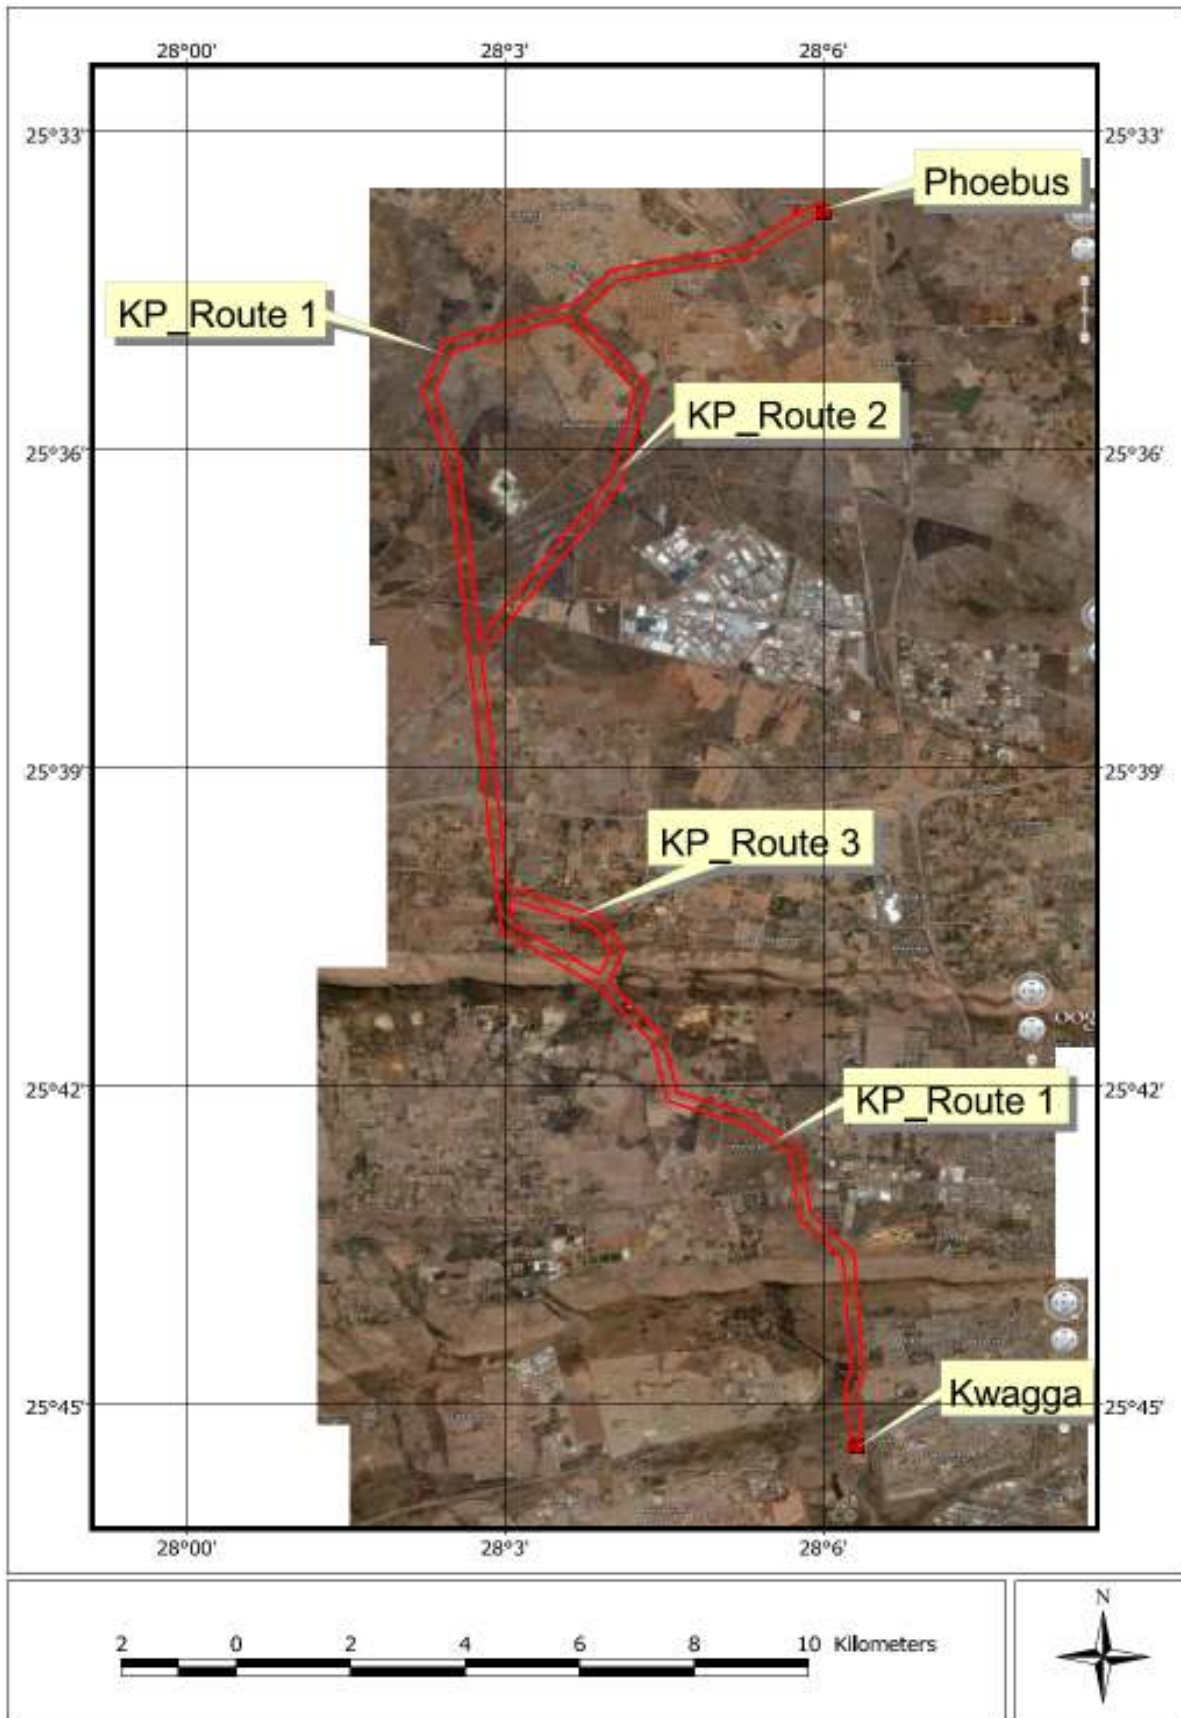 28°00' 28°3' 28°6'
25°33' 25°33'
Phoebus
KP_Route 1
KP_Route 2
25°36' 25°36'
25°39' 25°39'
KP_Route 3
25°42' 25°42'
KP_Route 1
Kwagga
25°45' 25°45'
28°00' 28°3' 28°6'
2 0 2 4 6 8 10 Kilometers
N